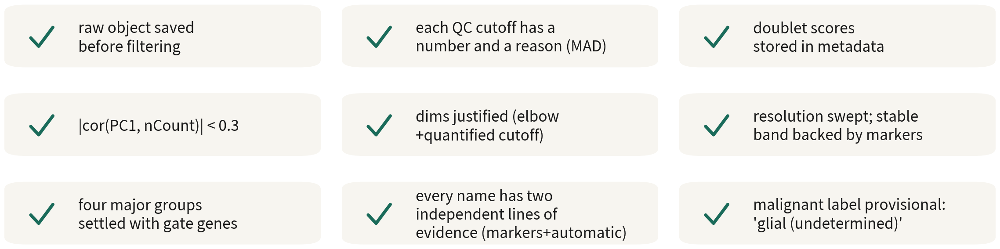 raw object saved
before filtering
each QC cutoff has a
number and a reason (MAD)
doublet scores
stored in metadata
|cor(PC1, nCount)| < 0.3
dims justified (elbow
+quantified cutoff)
resolution swept; stable
band backed by markers
four major groups
settled with gate genes
every name has two
independent lines of
evidence (markers+automatic)
malignant label provisional:
'glial (undetermined)'